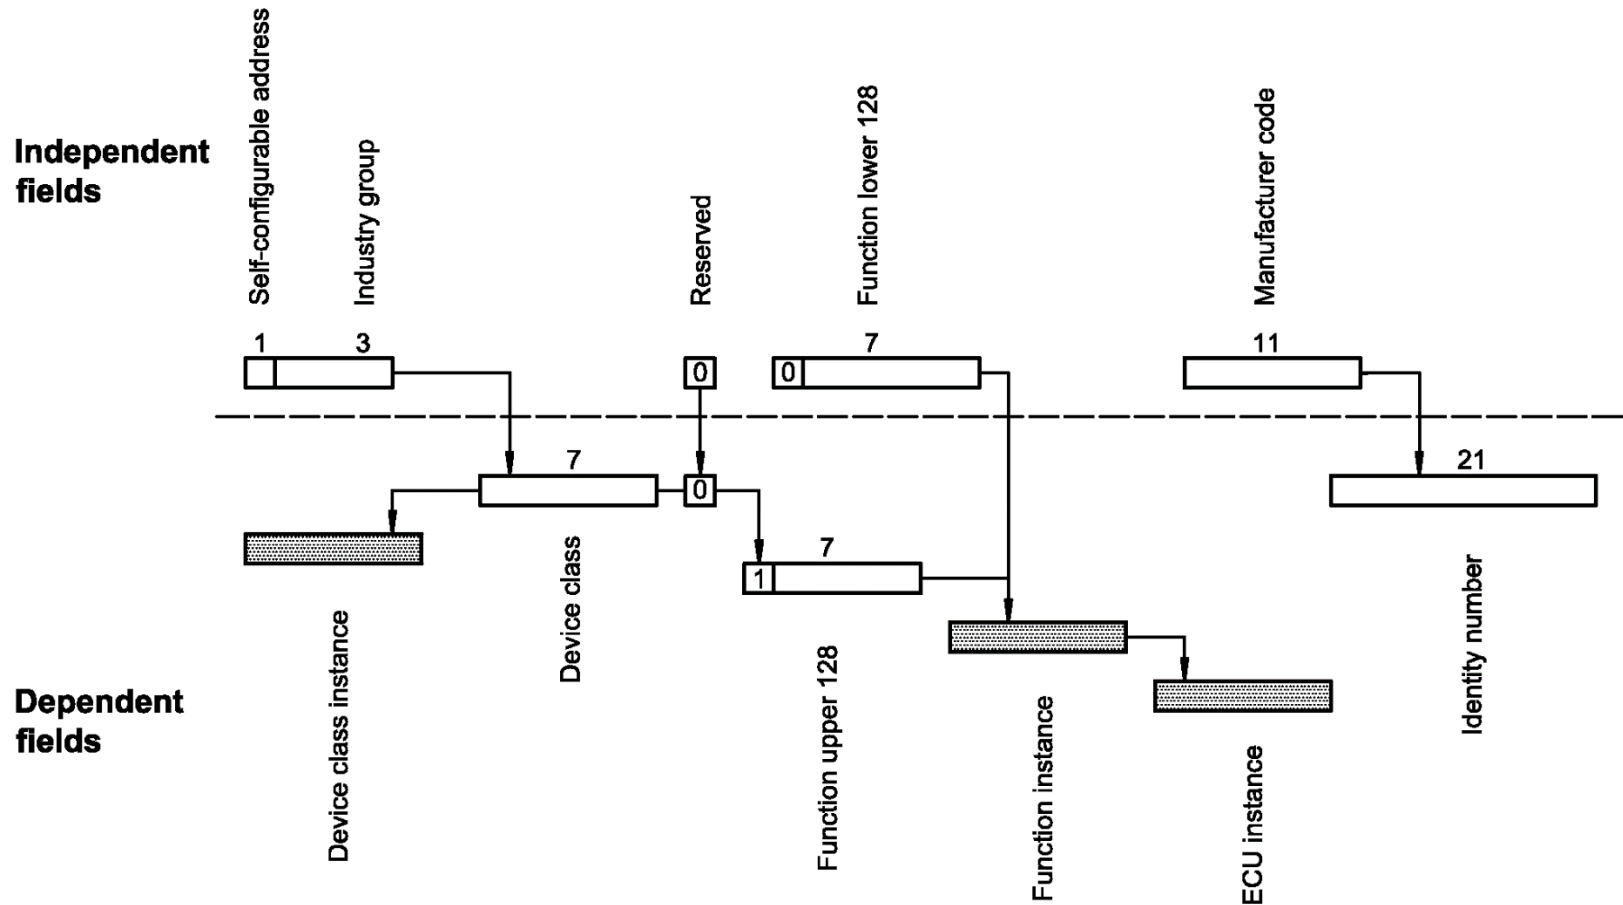 Independent
fields
Self-configurable address
Industry group
Reserved
Function lower 128
Manufacturer code
1
3
0
0
7
11
7
0
21
1
7
Device class instance
Device class
Function upper 128
Function instance
ECU instance
Identity number
Dependent
fields